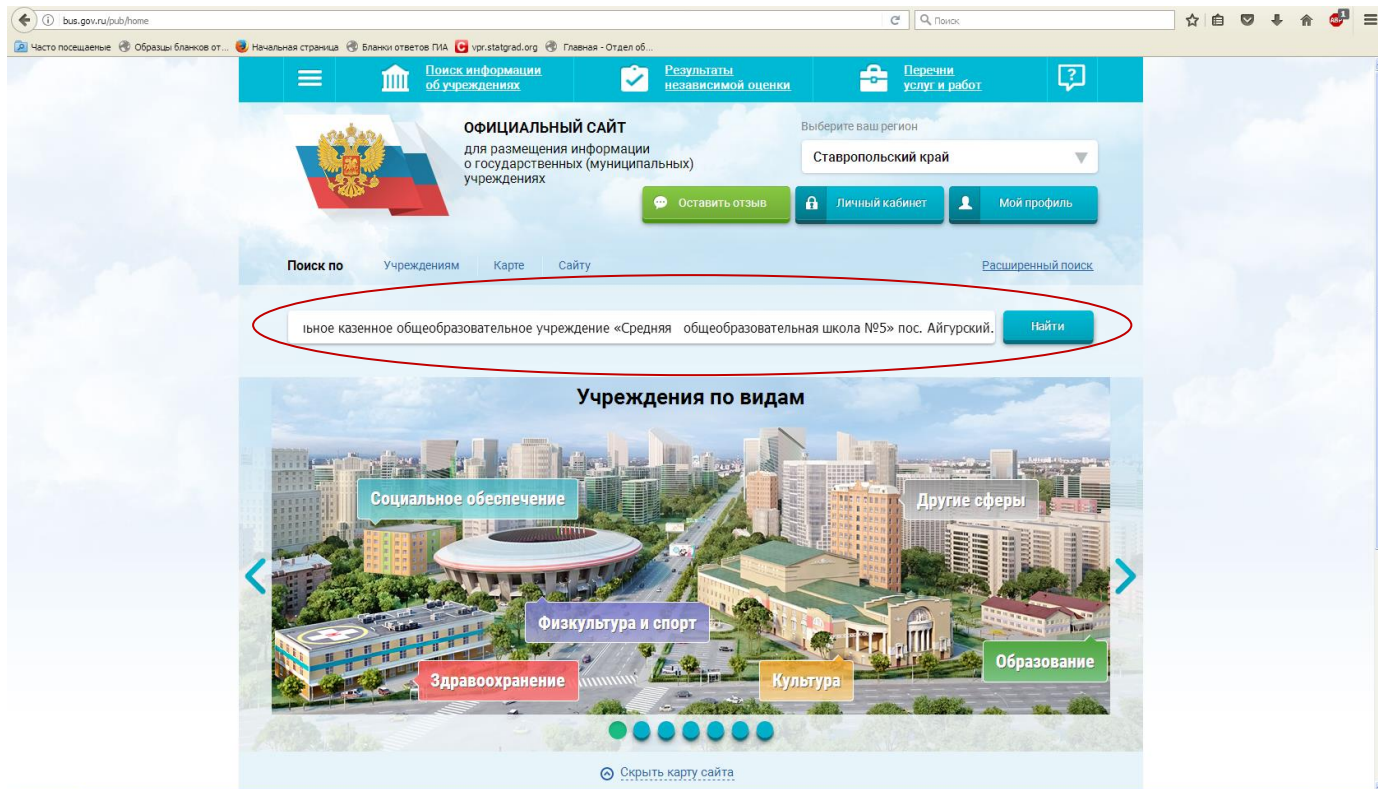 bus.gov.ru/pub/home
Поиск
Часто посещаемые
Образцы бланков от...
Начальная страница
Бланки ответов ГИА
vpr.statgrad.org
Главная - Отдел об...
Поиск информации
об учреждениях
Результаты
независимой оценки
Перечни
услуг и работ
ОФИЦИАЛЬНЫЙ САЙТ
для размещения информации
о государственных (муниципальных)
учреждениях
Выберите ваш регион
Ставропольский край
Оставить отзыв
Личный кабинет
Мой профиль
Поиск по
Учреждениям
Карте
Сайту
Расширенный поиск
ьное казенное общеобразовательное учреждение «Средняя общеобразовательная школа №5» пос. Айгурский.
Найти
Учреждения по видам
Социальное обеспечение
Другие сферы
Физкультура и спорт
Образование
Здравоохранение
Культура
Скрыть карту сайта